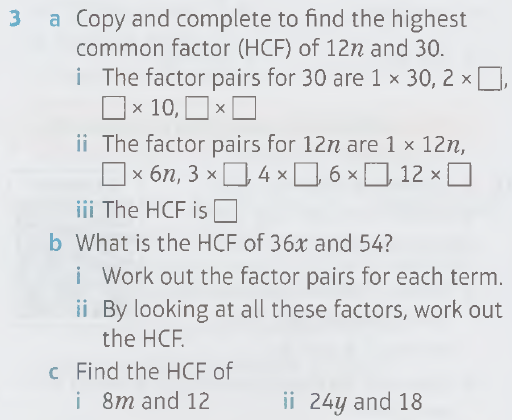 3 a Copy and complete to find the highest
common factor (HCF) of 12n and 30.
i The factor pairs for 30 are 1 × 30, 2 × □,
□ × 10, □ × □
ii The factor pairs for 12n are 1 × 12n,
□ × 6n, 3 × □, 4 × □, 6 × □, 12 × □
iii The HCF is □
b What is the HCF of 36x and 54?
i Work out the factor pairs for each term.
ii By looking at all these factors, work out
the HCF.
c Find the HCF of
i 8m and 12 ii 24y and 18